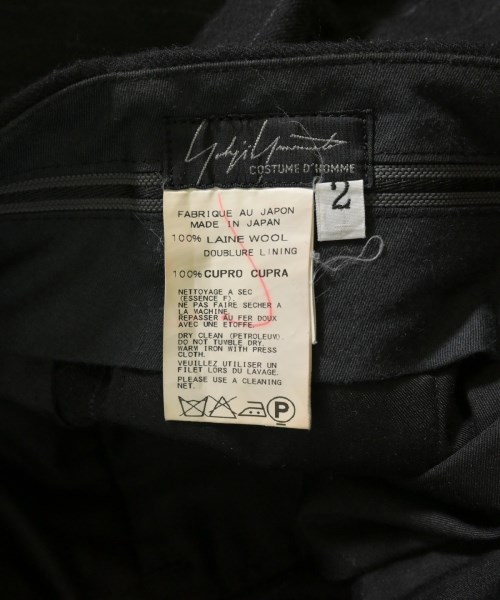 Yohji Yamamoto
COSTUME D'HOMME
2
FABRIQUE AU JAPON
MADE IN JAPAN
100% LAINE WOOL
DOUBLURE LINING
100% CUPRO CUPRA
NETTOYAGE A SEC
(ESSENCE F).
NE PAS FAIRE SECHER A
LA MACHINE.
REPASSER AU FER DOUX
AVEC UNE ETOFFE.
DRY CLEAN (PETROLEUM)
DO NOT TUMBLE DRY.
WARM IRON WITH PRESS
CLOTH.
VEUILLEZ UTILISER UN
FILET LORS DU LAVAGE.
PLEASE USE A CLEANING
NET.
P